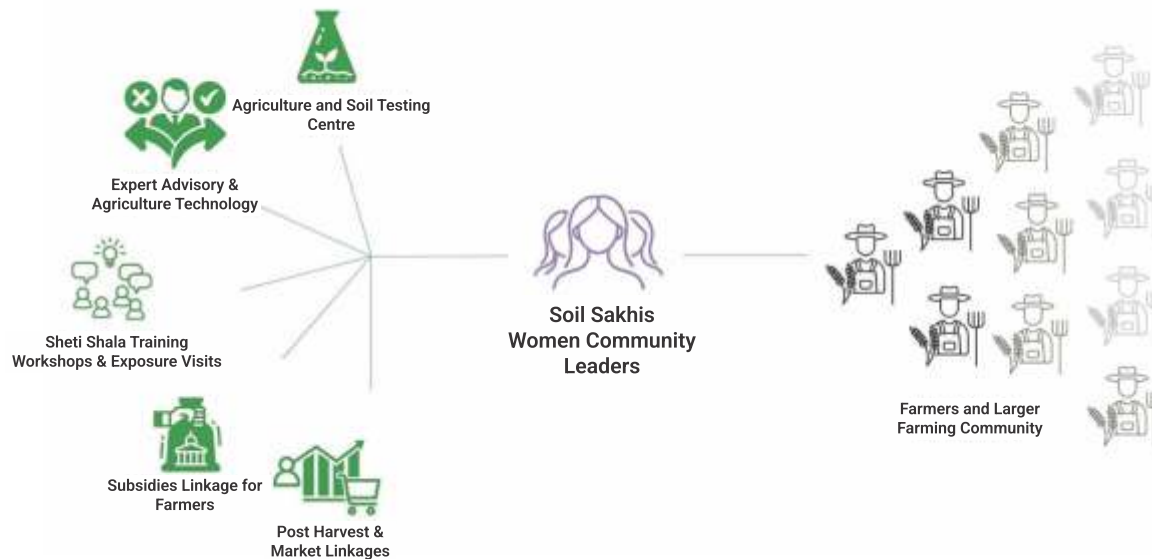 Agriculture and Soil Testing
Centre
Expert Advisory &
Agriculture Technology
Sheti Shala Training
Workshops & Exposure Visits
Subsidies Linkage for
Farmers
Post Harvest &
Market Linkages
Soil Sakhis
Women Community
Leaders
Farmers and Larger
Farming Community